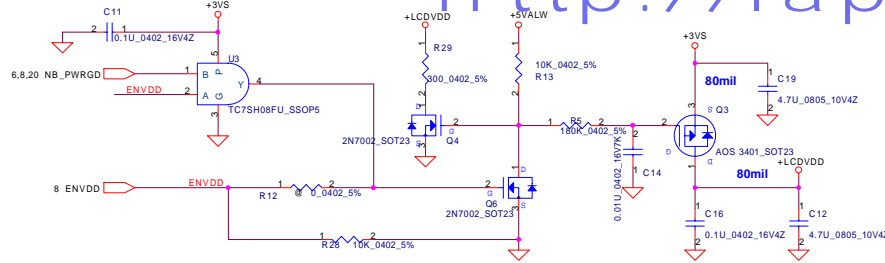 http://lap
+3VS
+LCDVDD
+5VALW
C11
2 1
0.1U_0402_16V4Z
+3VS
R29
300_0402_5%
10K_0402_5%
R13
80mil
C19
4.7U_0805_10V4Z
U3
6,8,20 NB_PWRGD
1 B P Y 4
ENVDD
2 A G
5
3
TC7SH08FU_SSOP5
2N7002_SOT23
Q4
R5
180K_0402_5%
Q3
AOS 3401_SOT23
+LCDVDD
80mil
0.01U_0402_16V7K
C14
8 ENVDD
ENVDD
R12
@ 0_0402_5%
Q6
2N7002_SOT23
R28
10K_0402_5%
C16
0.1U_0402_16V4Z
C12
4.7U_0805_10V4Z